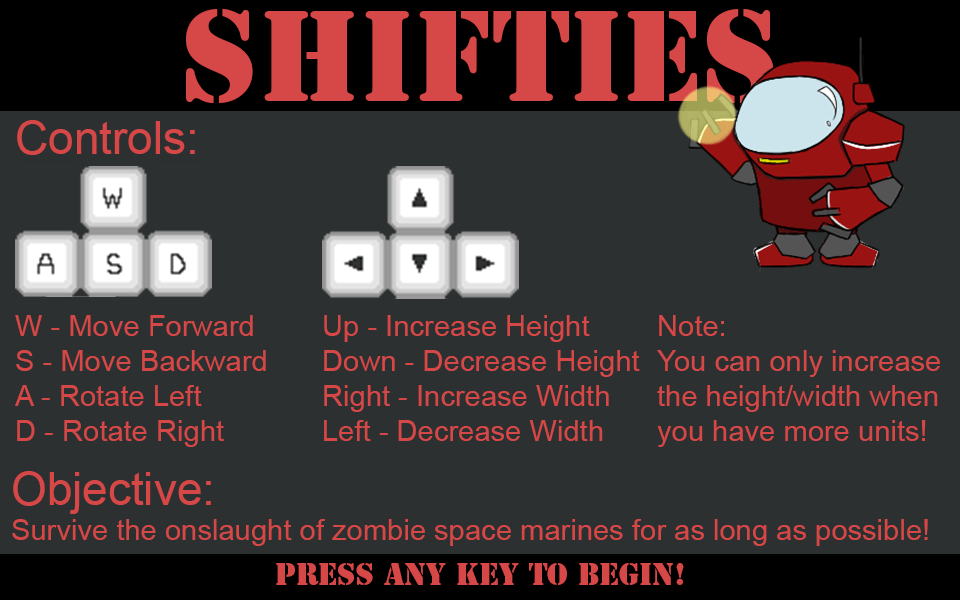 SHIFTIES
Controls:
W
A S D
▲
◄ ▼ ►
W - Move Forward
S - Move Backward
A - Rotate Left
D - Rotate Right
Up - Increase Height
Down - Decrease Height
Right - Increase Width
Left - Decrease Width
Note:
You can only increase
the height/width when
you have more units!
Objective:
Survive the onslaught of zombie space marines for as long as possible!
PRESS ANY KEY TO BEGIN!